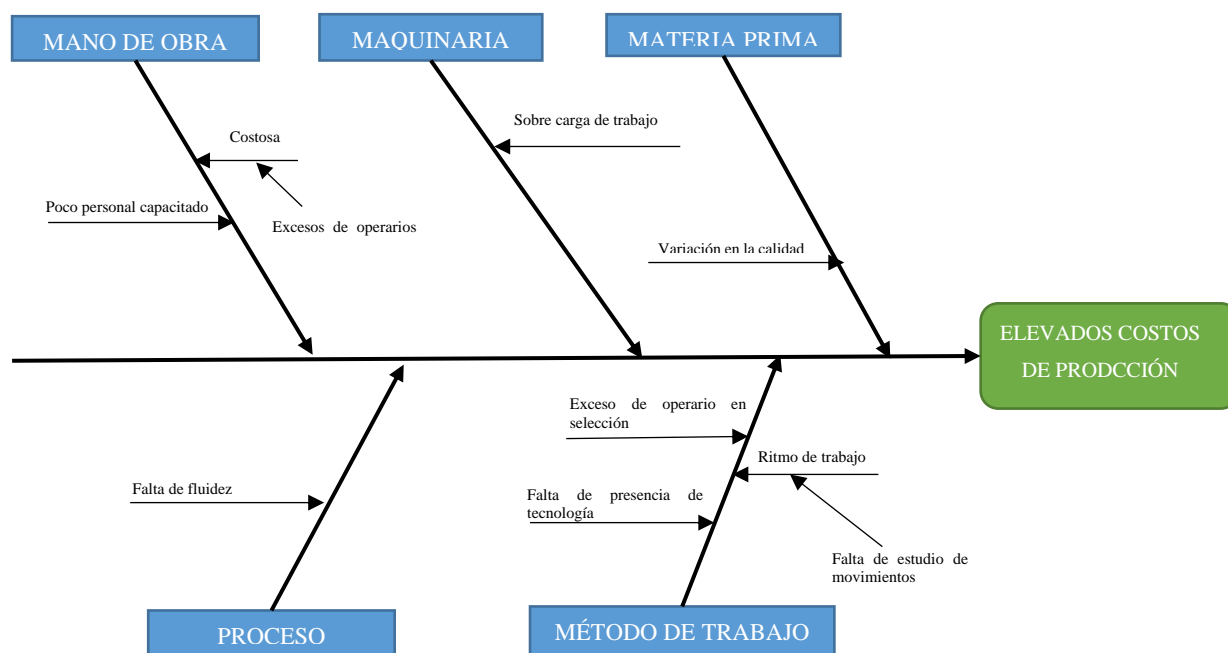 MANO DE OBRA
MAQUINARIA
MATERIA PRIMA
Sobre carga de trabajo
Costosa
Poco personal capacitado
Excesos de operarios
Variación en la calidad
ELEVADOS COSTOS
DE PRODCCIÓN
Exceso de operario en
selección
Ritmo de trabajo
Falta de fluidez
Falta de presencia de
tecnología
Falta de estudio de
movimientos
PROCESO
MÉTODO DE TRABAJO